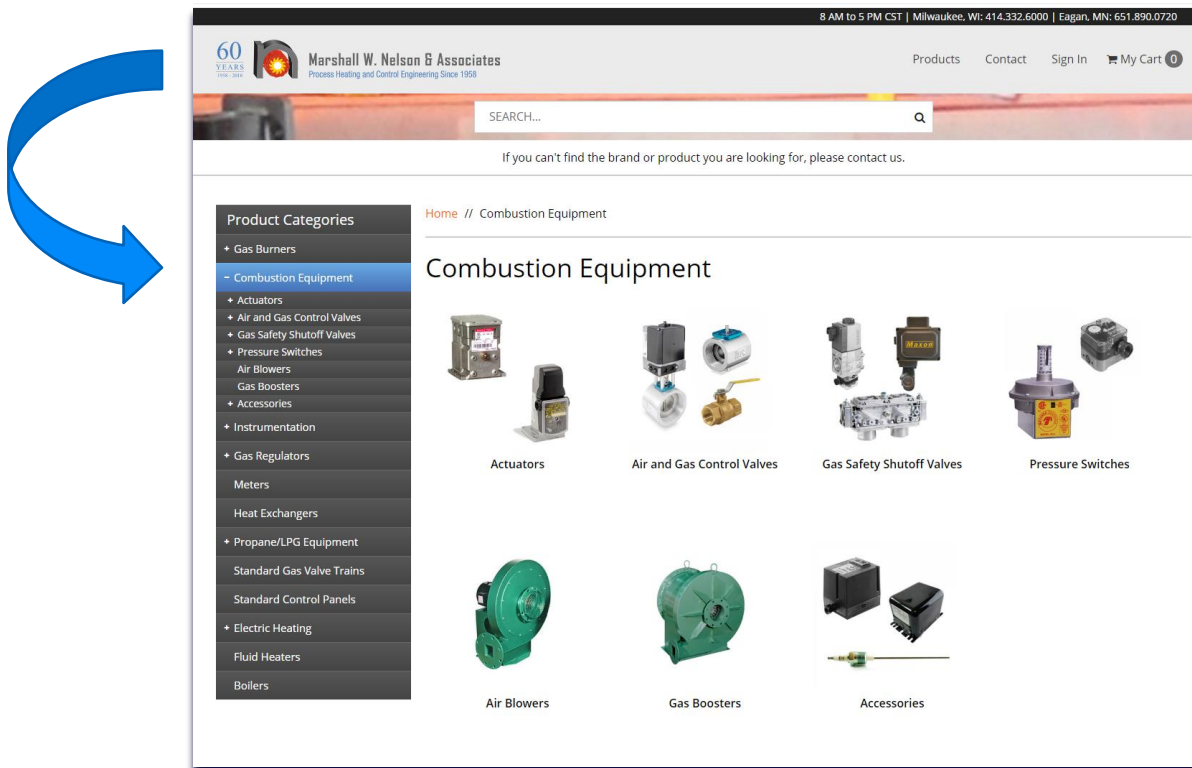 8 AM to 5 PM CST | Milwaukee, WI: 414.332.6000 | Eagan, MN: 651.890.0720
60
YEARS
Marshall W. Nelson & Associates
Process Heating and Control Engineering Since 1958
Products Contact Sign In My Cart 0
SEARCH...
If you can't find the brand or product you are looking for, please contact us.
Product Categories
+ Gas Burners
- Combustion Equipment
+ Actuators
+ Air and Gas Control Valves
+ Gas Safety Shutoff Valves
+ Pressure Switches
Air Blowers
Gas Boosters
+ Accessories
+ Instrumentation
+ Gas Regulators
Meters
Heat Exchangers
+ Propane/LPG Equipment
Standard Gas Valve Trains
Standard Control Panels
+ Electric Heating
Fluid Heaters
Boilers
Home // Combustion Equipment
Combustion Equipment
Maxon
Actuators
Air and Gas Control Valves
Gas Safety Shutoff Valves
Pressure Switches
Air Blowers
Gas Boosters
Accessories